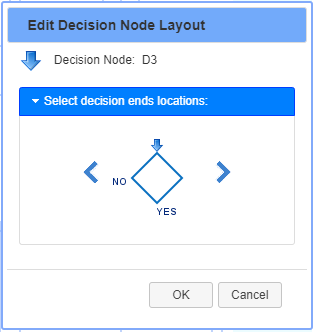 Edit Decision Node Layout
Decision Node: D3
Select decision ends locations:
NO
YES
OK Cancel